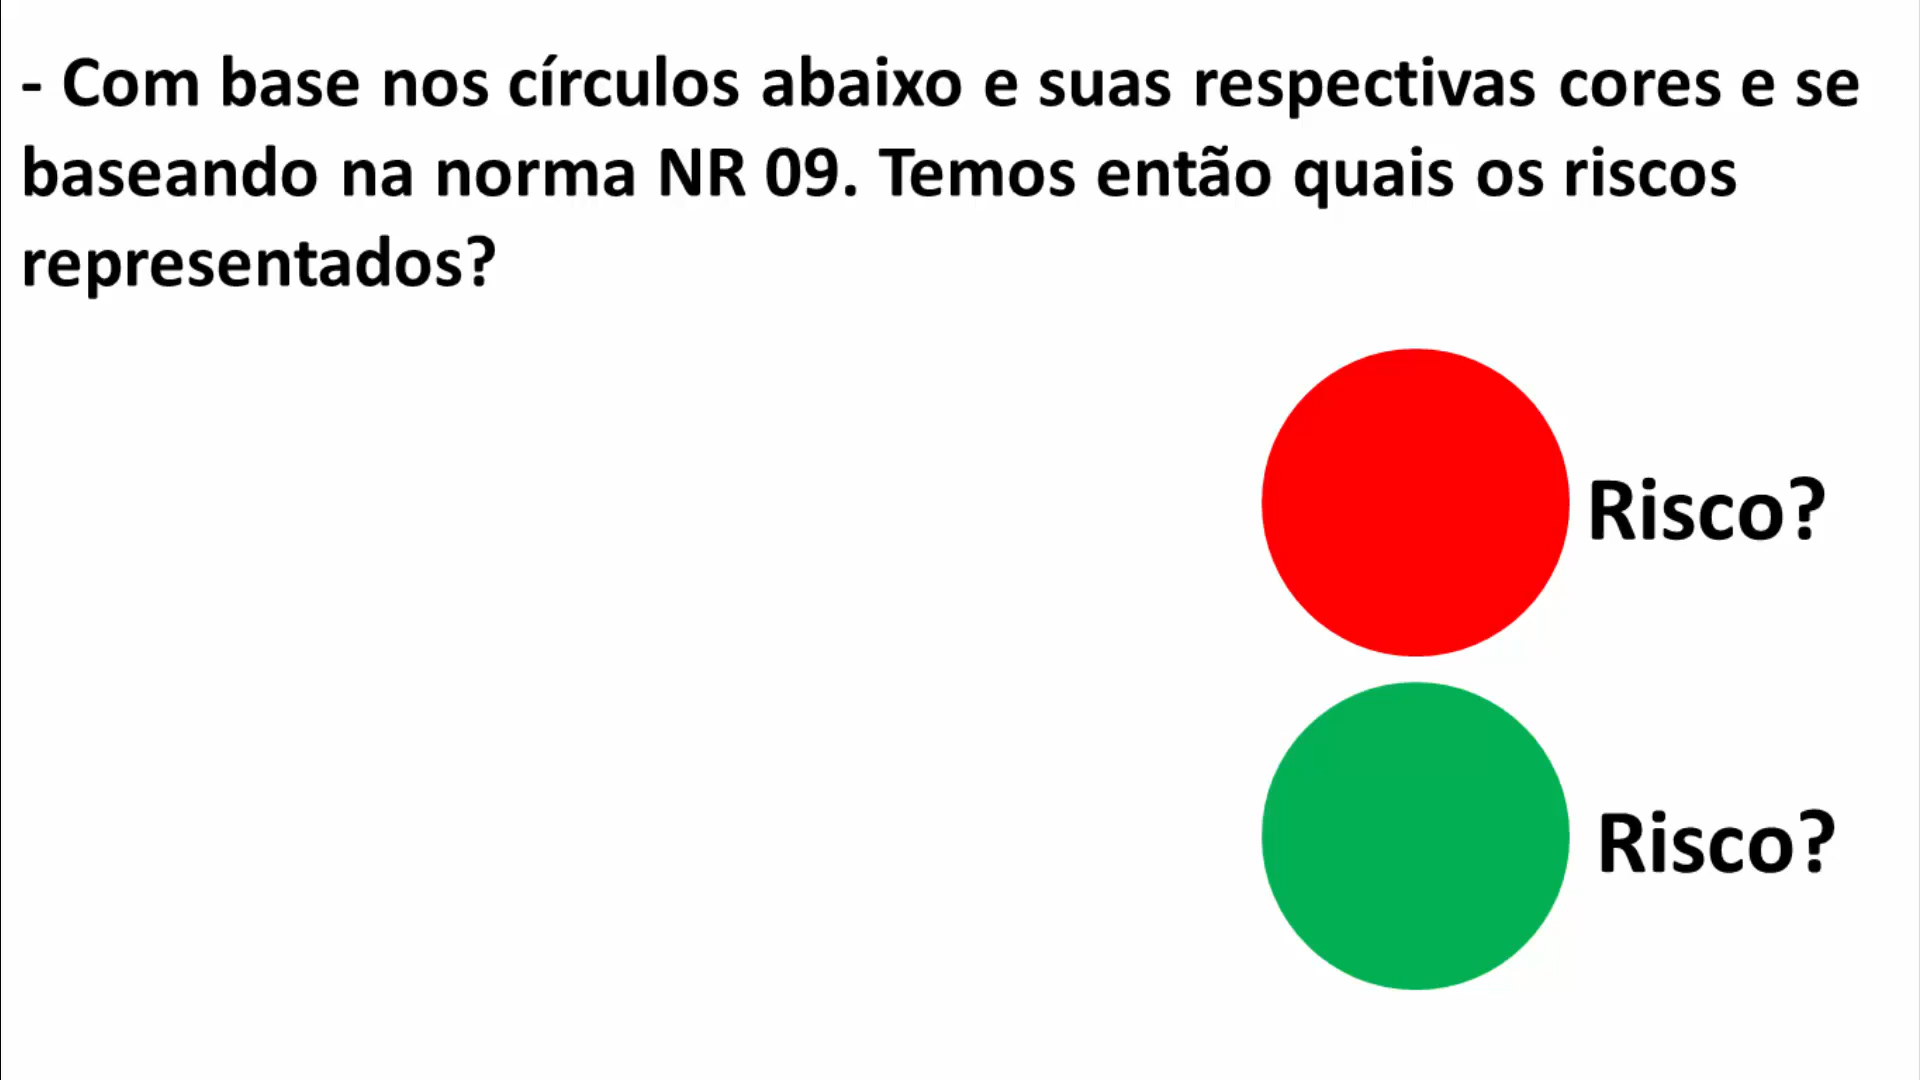 - Com base nos círculos abaixo e suas respectivas cores e se
baseando na norma NR 09. Temos então quais os riscos
representados?
Risco?
Risco?